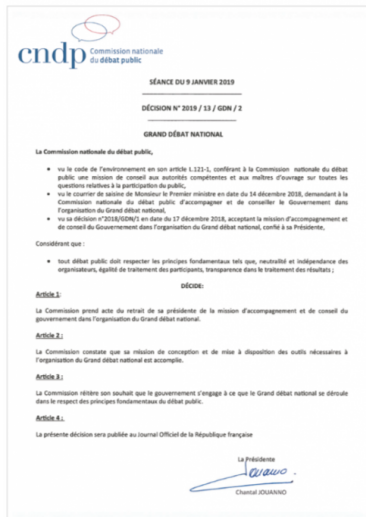 cndp Commission nationale
du débat public
SÉANCE DU 9 JANVIER 2019
DÉCISION N° 2019 / 13 / GDN / 2
GRAND DÉBAT NATIONAL
La Commission nationale du débat public,
• vu le code de l'environnement en son article L.121-1, conférant à la Commission nationale du débat
public une mission de conseil aux autorités compétentes et aux maîtres d'ouvrage sur toutes les
questions relatives à la participation du public,
• vu le courrier de saisine de Monsieur le Premier ministre en date du 14 décembre 2018, demandant à la
Commission nationale du débat public d'accompagner et de conseiller le Gouvernement dans
l'organisation du Grand débat national,
• vu sa décision n°2018/GDN/1 en date du 17 décembre 2018, acceptant la mission d'accompagnement et
de conseil du Gouvernement dans l'organisation du Grand débat national, confié à sa Présidente,
Considérant que :
• tout débat public doit respecter les principes fondamentaux tels que, neutralité et indépendance des
organisateurs, égalité de traitement des participants, transparence dans le traitement des résultats ;
DÉCIDE:
Article 1:
La Commission prend acte du retrait de sa présidente de la mission d'accompagnement et de conseil du
gouvernement dans l'organisation du Grand débat national.
Article 2 :
La Commission constate que sa mission de conception et de mise à disposition des outils nécessaires à
l'organisation du Grand débat national est accomplie.
Article 3 :
La Commission réitère son souhait que le gouvernement s'engage à ce que le Grand débat national se déroule
dans le respect des principes fondamentaux du débat public.
Article 4 :
La présente décision sera publiée au Journal Officiel de la République française
La Présidente
Jouanno
Chantal JOUANNO